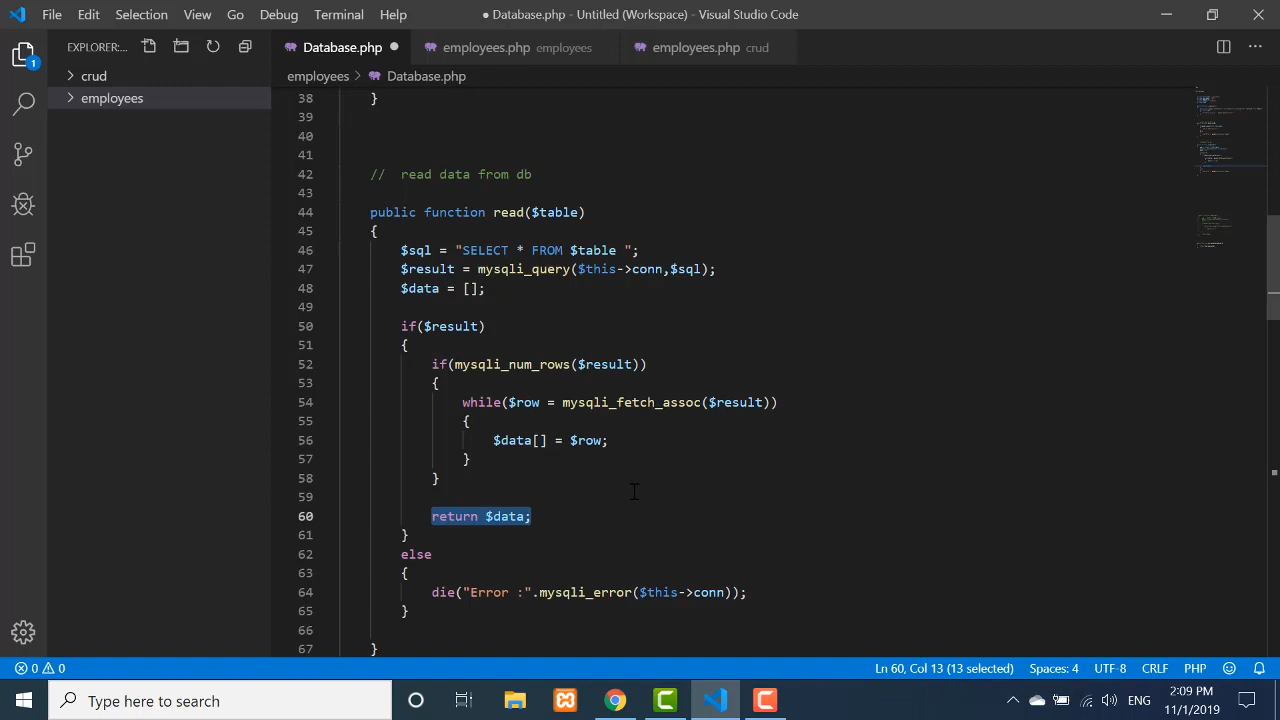 File Edit Selection View Go Debug Terminal Help
● Database.php - Untitled (Workspace) - Visual Studio Code
EXPLORER:...
Database.php
employees.php employees
employees.php crud
1
crud
employees
employees > Database.php
38 }
39
40
41
42 // read data from db
43
44 public function read($table)
45 {
46 $sql = "SELECT * FROM $table ";
47 $result = mysqli_query($this->conn,$sql);
48 $data = [];
49
50 if($result)
51 {
52 if(mysqli_num_rows($result))
53 {
54 while($row = mysqli_fetch_assoc($result))
55 {
56 $data[] = $row;
57 }
58 }
59
60 return $data;
61 }
62 else
63 {
64 die("Error :".mysqli_error($this->conn));
65 }
66
67 }
0 0 Ln 60, Col 13 (13 selected) Spaces: 4 UTF-8 CRLF PHP
Type here to search
ENG
2:09 PM
11/1/2019